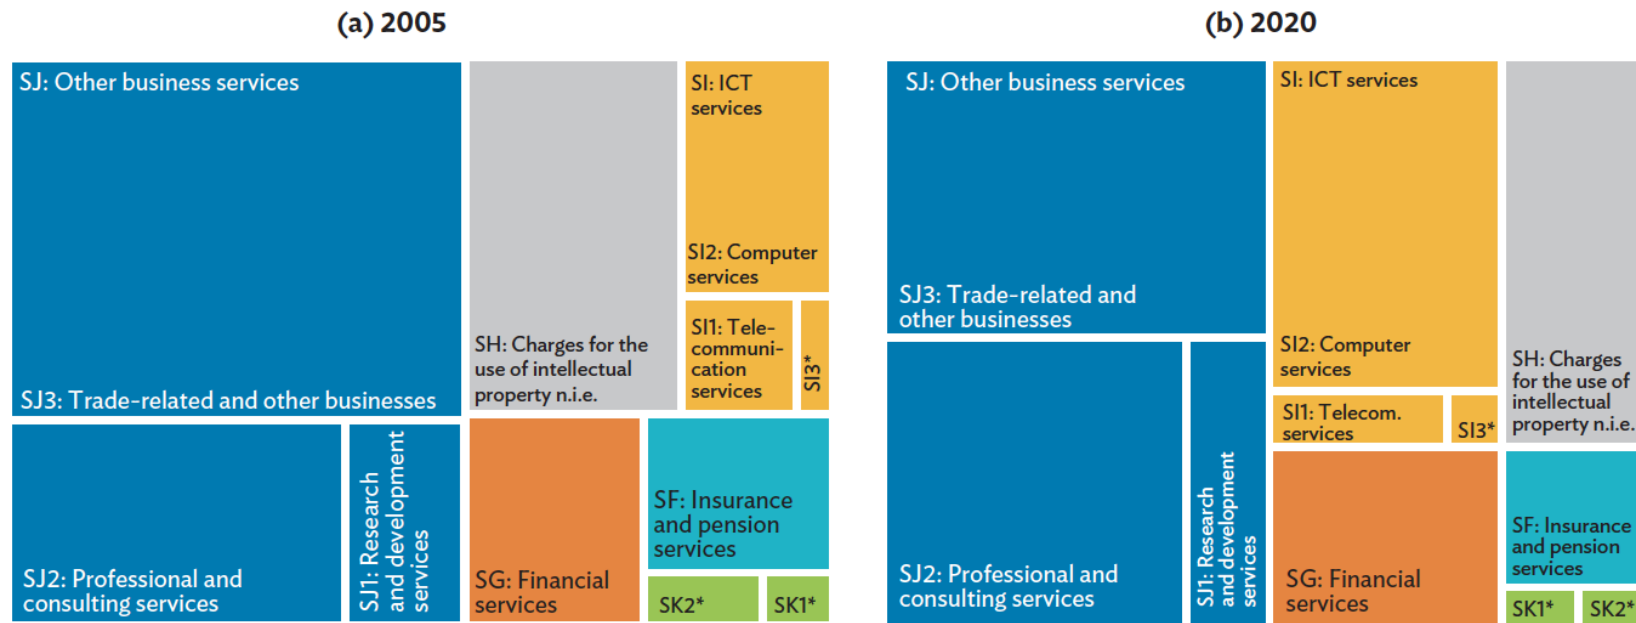 (a) 2005
SJ: Other business services
SJ3: Trade-related and other businesses
SJ2: Professional and
consulting services
SJ1: Research
and development
services
SH: Charges for the
use of intellectual
property n.i.e.
SI: ICT
services
SI2: Computer
services
SI1: Tele-
communi-
cation
services
SI3*
SG: Financial
services
SF: Insurance
and pension
services
SK2*
SK1*
(b) 2020
SJ: Other business services
SJ3: Trade-related and
other businesses
SJ2: Professional and
consulting services
SJ1: Research
and development
services
SI: ICT services
SI2: Computer
services
SI1: Telecom.
services
SI3*
SG: Financial
services
SH: Charges
for the use of
intellectual
property n.i.e.
SF: Insurance
and pension
services
SK1*
SK2*